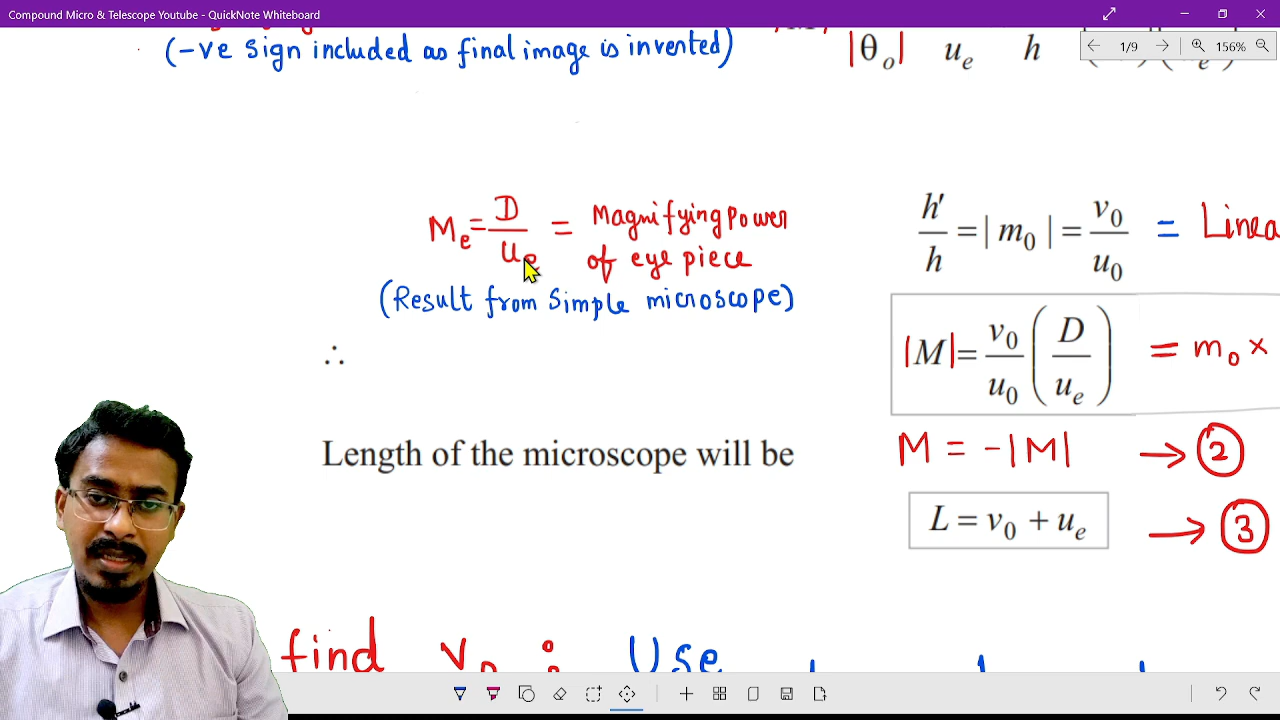 Compound Micro & Telescope Youtube - QuickNote Whiteboard
1/9 156%
(-ve sign included as final image is inverted)
|θo| ue h
Me = D/ue = Magnifying Power of eye piece
(Result from simple microscope)
h'/h = |m0| = v0/u0 = Linea
∴
|M| = v0/u0 (D/ue) = mo ×
M = -|M| → 2
Length of the microscope will be
L = v0 + ue → 3
find vo : Use